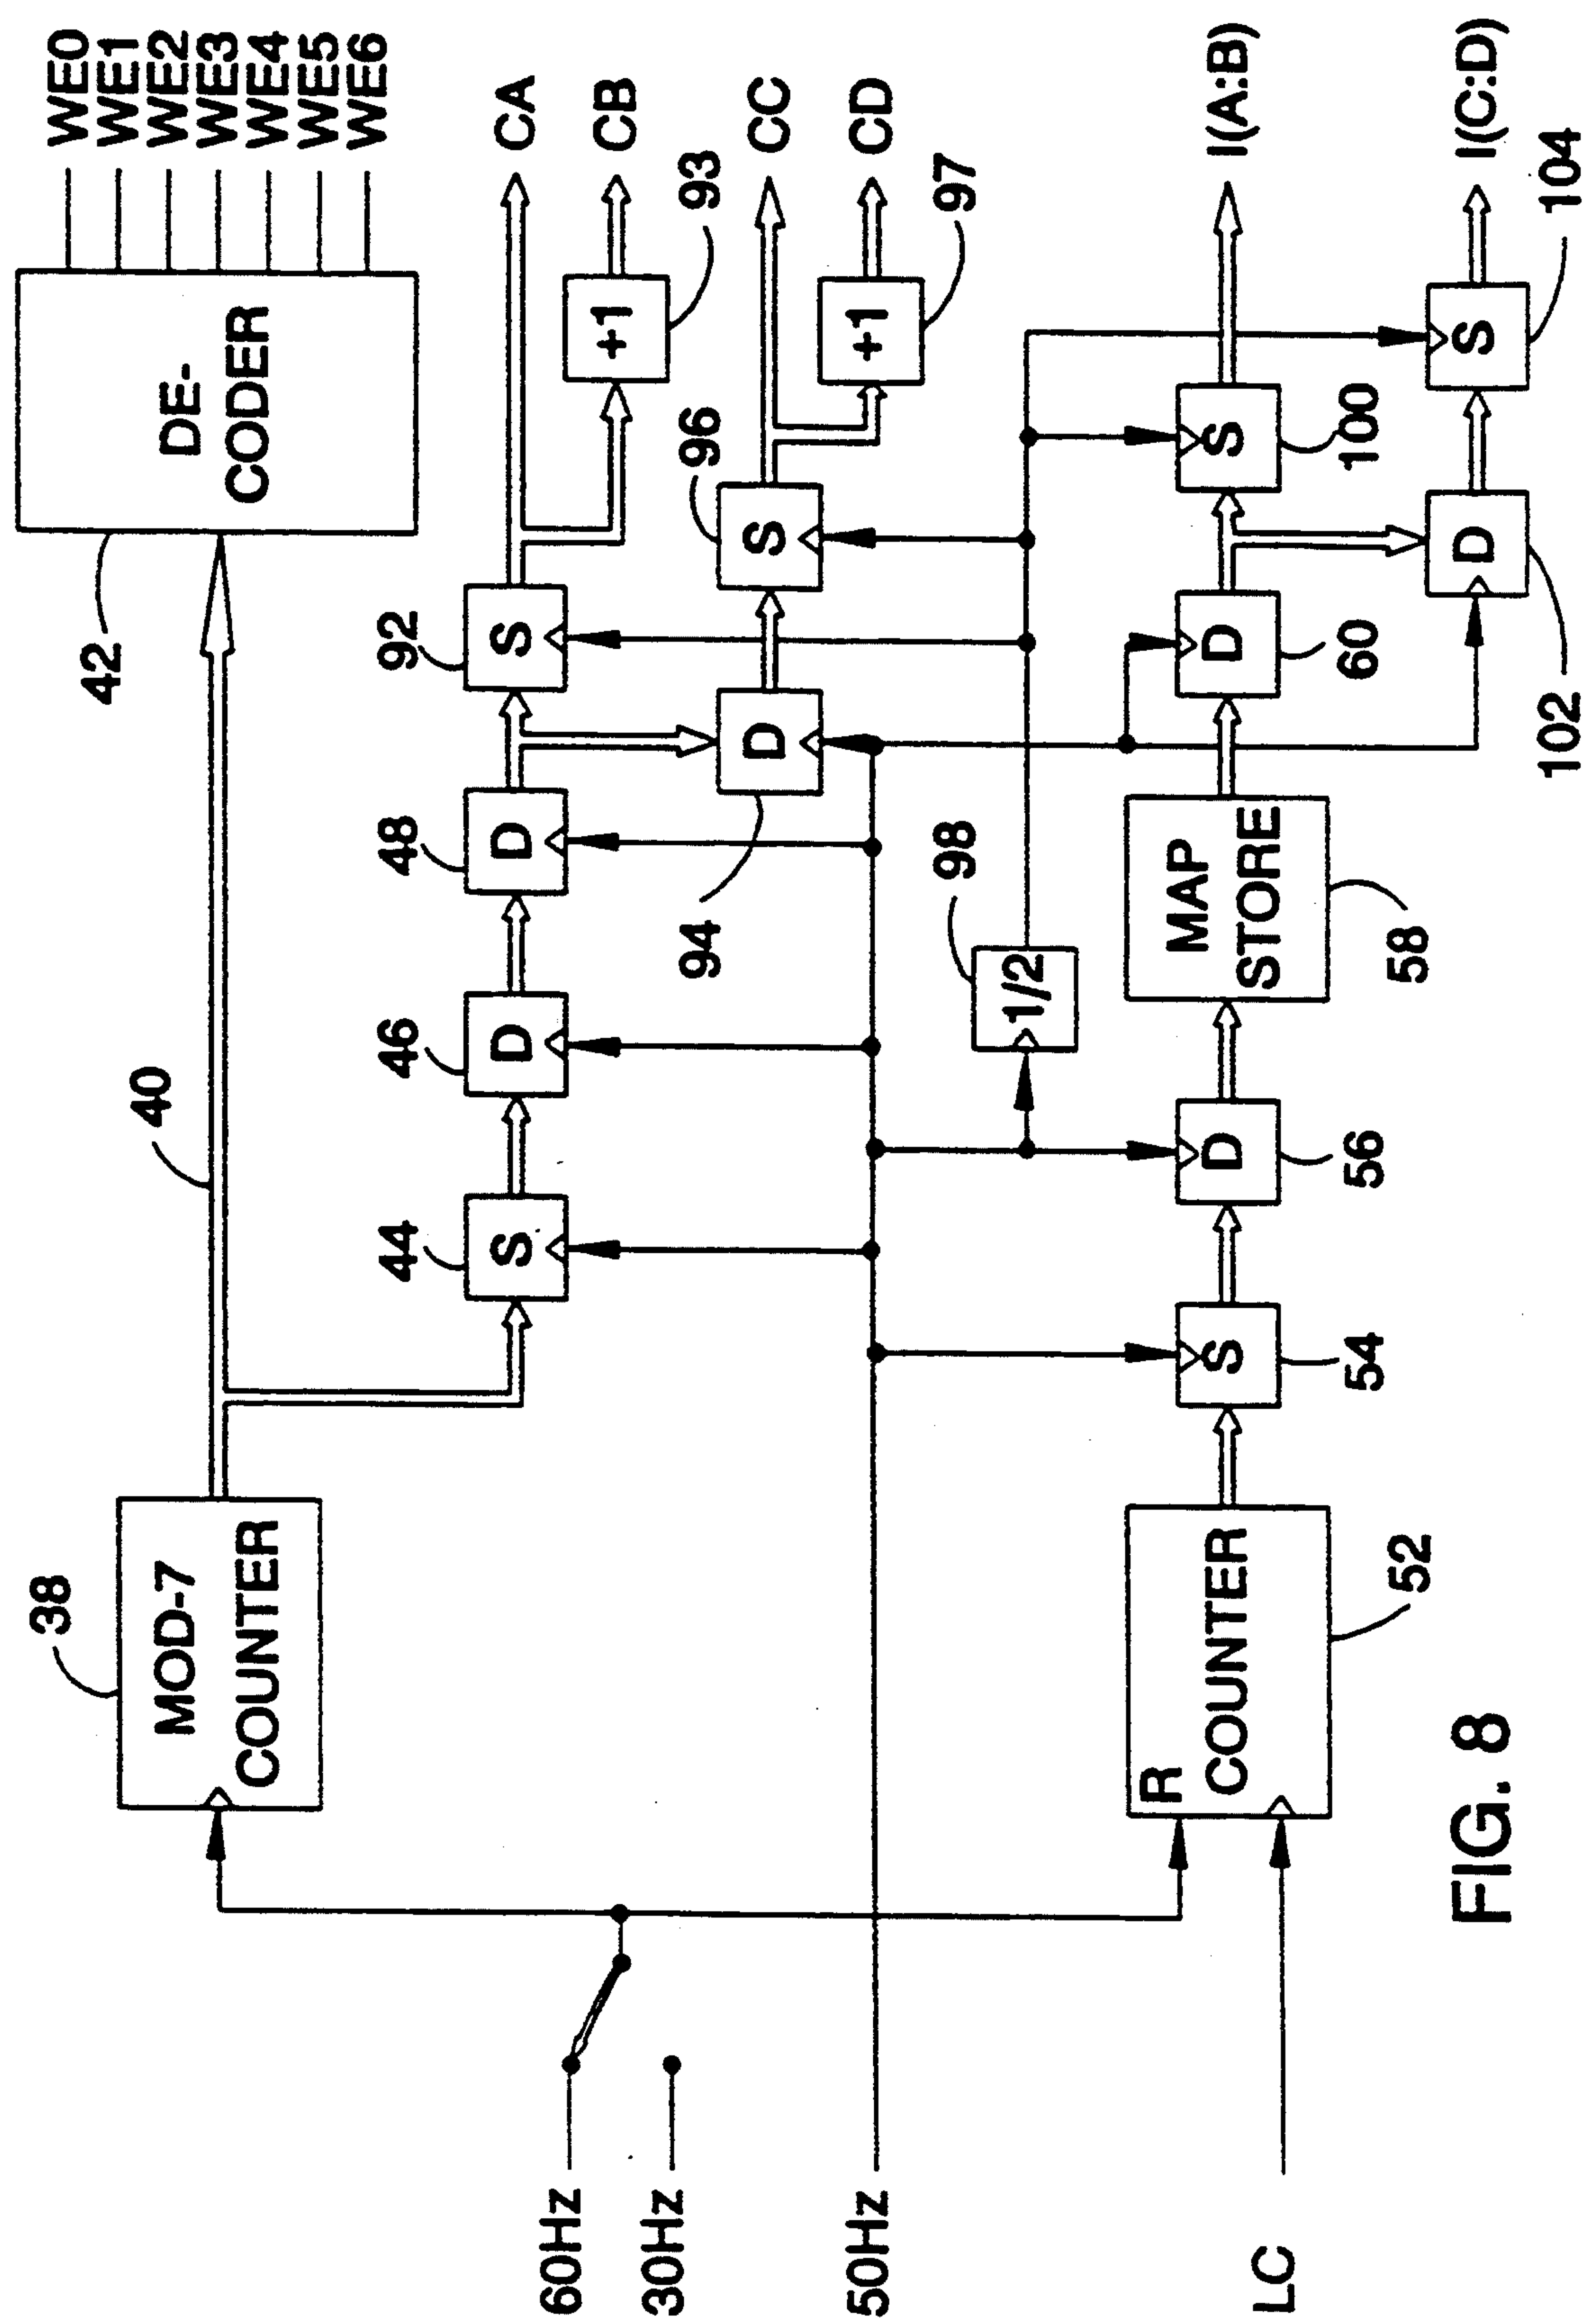 WE0
WE1
WE2
WE3
WE4
WE5
WE6
DE-
CODER
42
40
38
MOD-7
COUNTER
44
S
46
D
48
D
92
S
CA
+1
CB
93
94
D
96
S
CC
+1
CD
97
60Hz
30Hz
50Hz
98
1/2
LC
R
COUNTER
52
S
54
D
56
MAP
STORE
58
D
60
S
100
I(A:B)
D
102
S
104
I(C:D)
FIG. 8